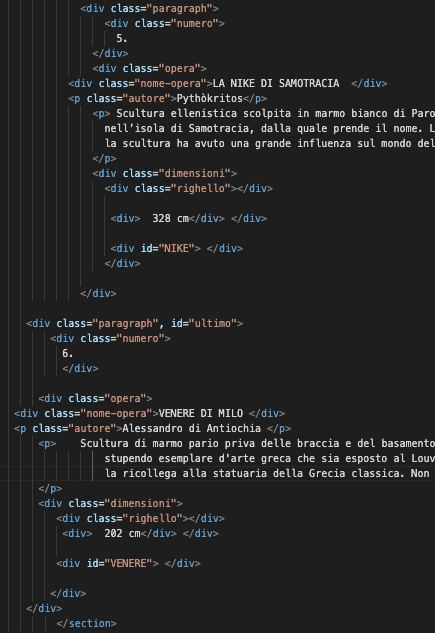 <div class="paragraph">
<div class="numero">
5.
</div>
<div class="opera">
<div class="nome-opera">LA NIKE DI SAMOTRACIA </div>
<p class="autore">Pythòkritos</p>
<p> Scultura ellenistica scolpita in marmo bianco di Paro
nell’isola di Samotracia, dalla quale prende il nome. L
la scultura ha avuto una grande influenza sul mondo del
</p>
<div class="dimensioni">
<div class="righello"></div>
<div> 328 cm</div> </div>
<div id="NIKE"> </div>
</div>
</div>
<div class="paragraph", id="ultimo">
<div class="numero">
6.
</div>
<div class="opera">
<div class="nome-opera">VENERE DI MILO </div>
<p class="autore">Alessandro di Antiochia </p>
<p> Scultura di marmo pario priva delle braccia e del basamento
stupendo esemplare d'arte greca che sia esposto al Louv
la ricollega alla statuaria della Grecia classica. Non
</p>
<div class="dimensioni">
<div class="righello"></div>
<div> 202 cm</div> </div>
<div id="VENERE"> </div>
</div>
</div>
</section>